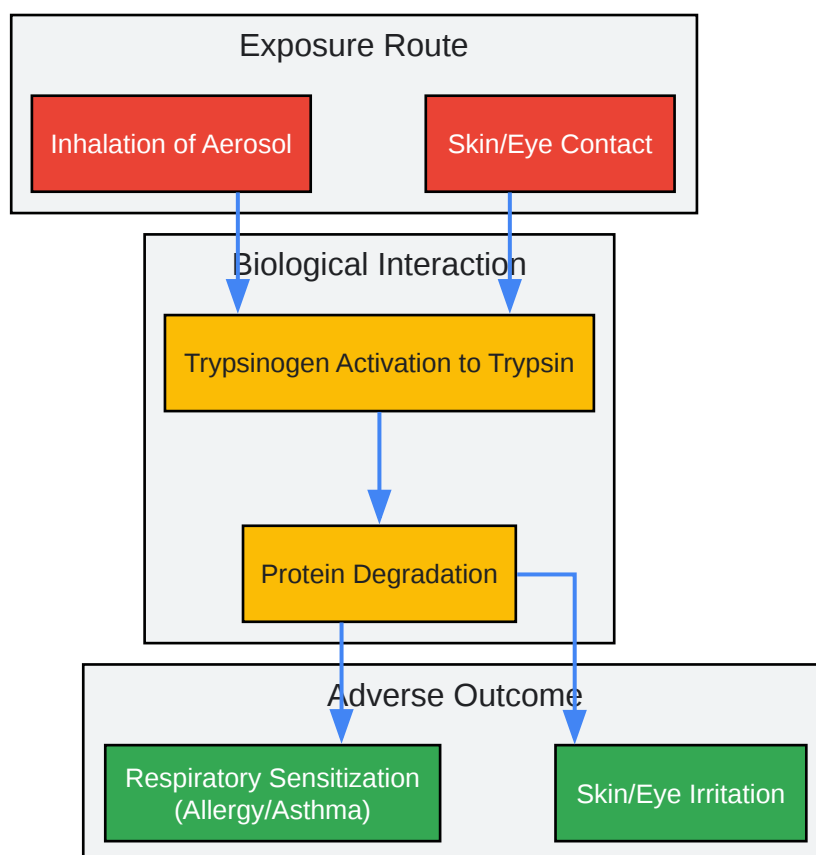 Exposure Route
Inhalation of Aerosol
Skin/Eye Contact
Biological Interaction
Trypsinogen Activation to Trypsin
Protein Degradation
Adverse Outcome
Respiratory Sensitization
(Allergy/Asthma)
Skin/Eye Irritation